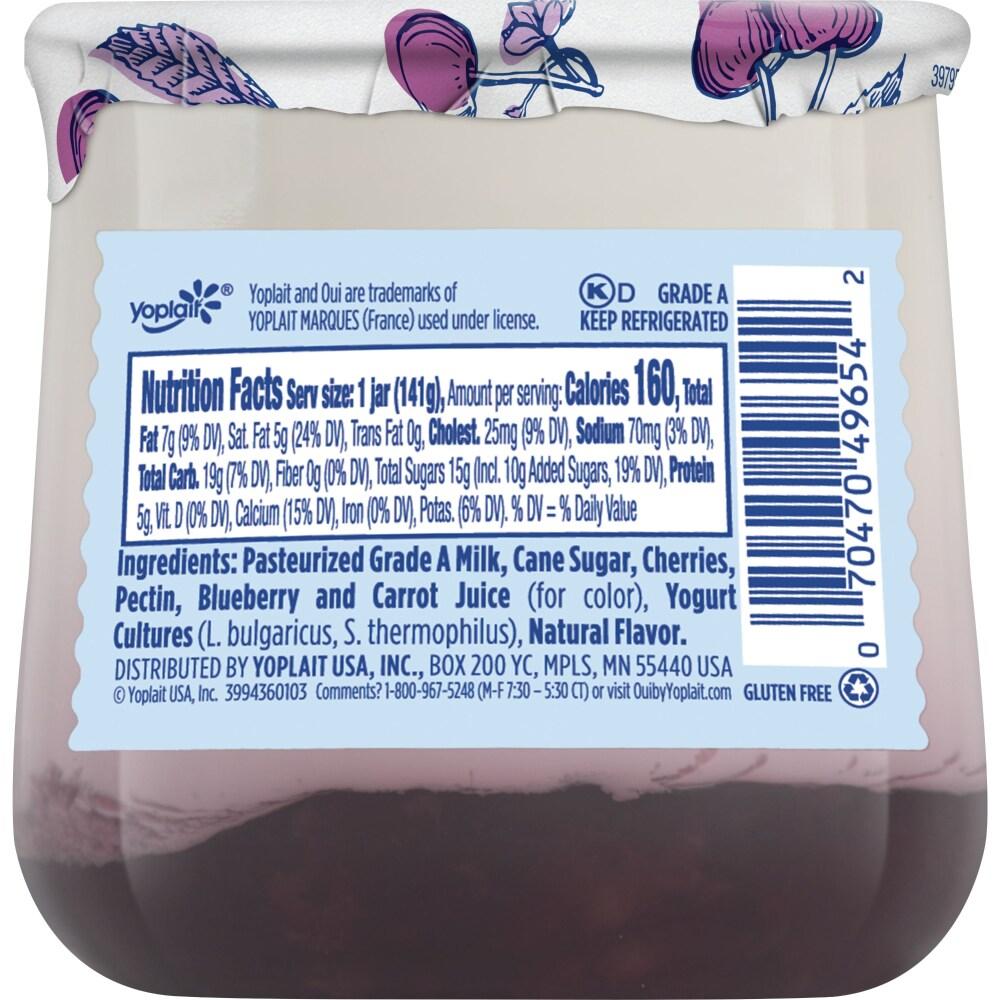 3979
yoplait®
Yoplait and Oui are trademarks of
YOPLAIT MARQUES (France) used under license.
K D GRADE A
KEEP REFRIGERATED
Nutrition Facts Serv size: 1 jar (141g), Amount per serving: Calories 160, Total
Fat 7g (9% DV), Sat. Fat 5g (24% DV), Trans Fat 0g, Cholest. 25mg (9% DV), Sodium 70mg (3% DV),
Total Carb. 19g (7% DV), Fiber 0g (0% DV), Total Sugars 15g (Incl. 10g Added Sugars, 19% DV), Protein
5g, Vit. D (0% DV), Calcium (15% DV), Iron (0% DV), Potas. (6% DV). % DV = % Daily Value
Ingredients: Pasteurized Grade A Milk, Cane Sugar, Cherries,
Pectin, Blueberry and Carrot Juice (for color), Yogurt
Cultures (L. bulgaricus, S. thermophilus), Natural Flavor.
DISTRIBUTED BY YOPLAIT USA, INC., BOX 200 YC, MPLS, MN 55440 USA
© Yoplait USA, Inc. 3994360103 Comments? 1-800-967-5248 (M-F 7:30 – 5:30 CT) or visit OuibyYoplait.com
GLUTEN FREE
0 70470 49654 2